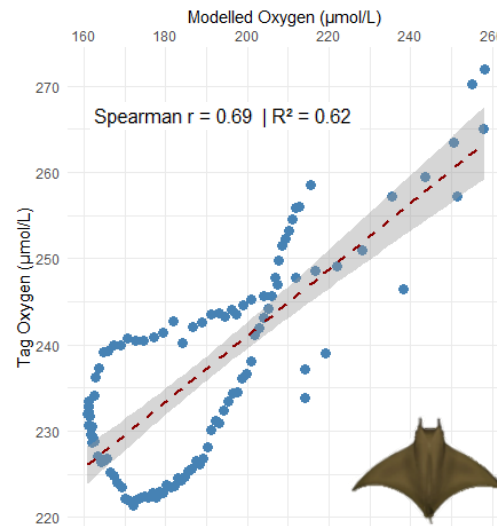 Modelled Oxygen (µmol/L)
160 180 200 220 240 260
Spearman r = 0.69 | R² = 0.62
Tag Oxygen (µmol/L)
270
260
250
240
230
220